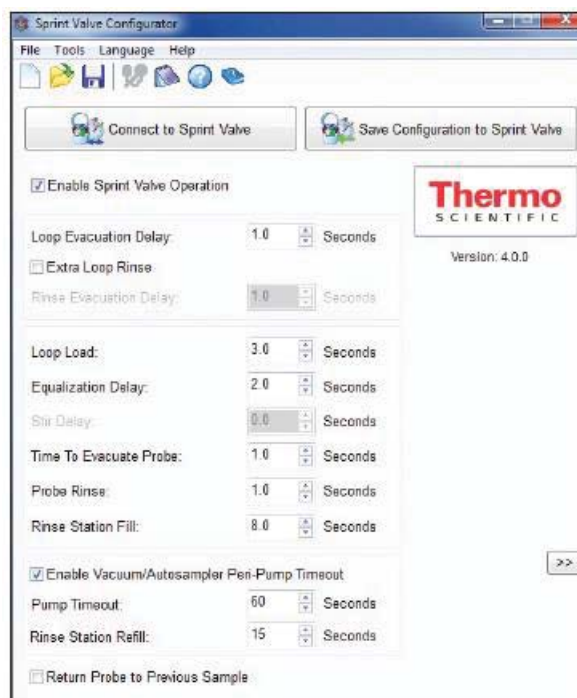 Sprint Valve Configurator
File Tools Language Help
Connect to Sprint Valve
Save Configuration to Sprint Valve
Enable Sprint Valve Operation
Thermo
SCIENTIFIC
Version: 4.0.0
Loop Evacuation Delay: 1.0 Seconds
Extra Loop Rinse
Rinse Evacuation Delay: 1.0 Seconds
Loop Load: 3.0 Seconds
Equalization Delay: 2.0 Seconds
Stir Delay: 0.0 Seconds
Time To Evacuate Probe: 1.0 Seconds
Probe Rinse: 1.0 Seconds
Rinse Station Fill: 8.0 Seconds
>>
Enable Vacuum/Autosampler Peri-Pump Timeout
Pump Timeout: 60 Seconds
Rinse Station Refill: 15 Seconds
Return Probe to Previous Sample